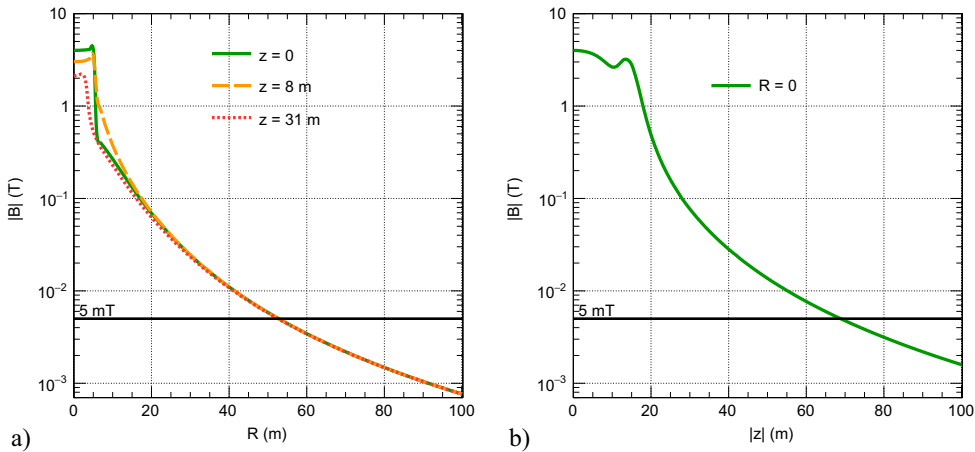 10
1
10⁻¹
10⁻²
10⁻³
|B| (T)
z = 0
z = 8 m
z = 31 m
5 mT
0 20 40 60 80 100
R (m)
a)
10
1
10⁻¹
10⁻²
10⁻³
|B| (T)
R = 0
5 mT
0 20 40 60 80 100
|z| (m)
b)